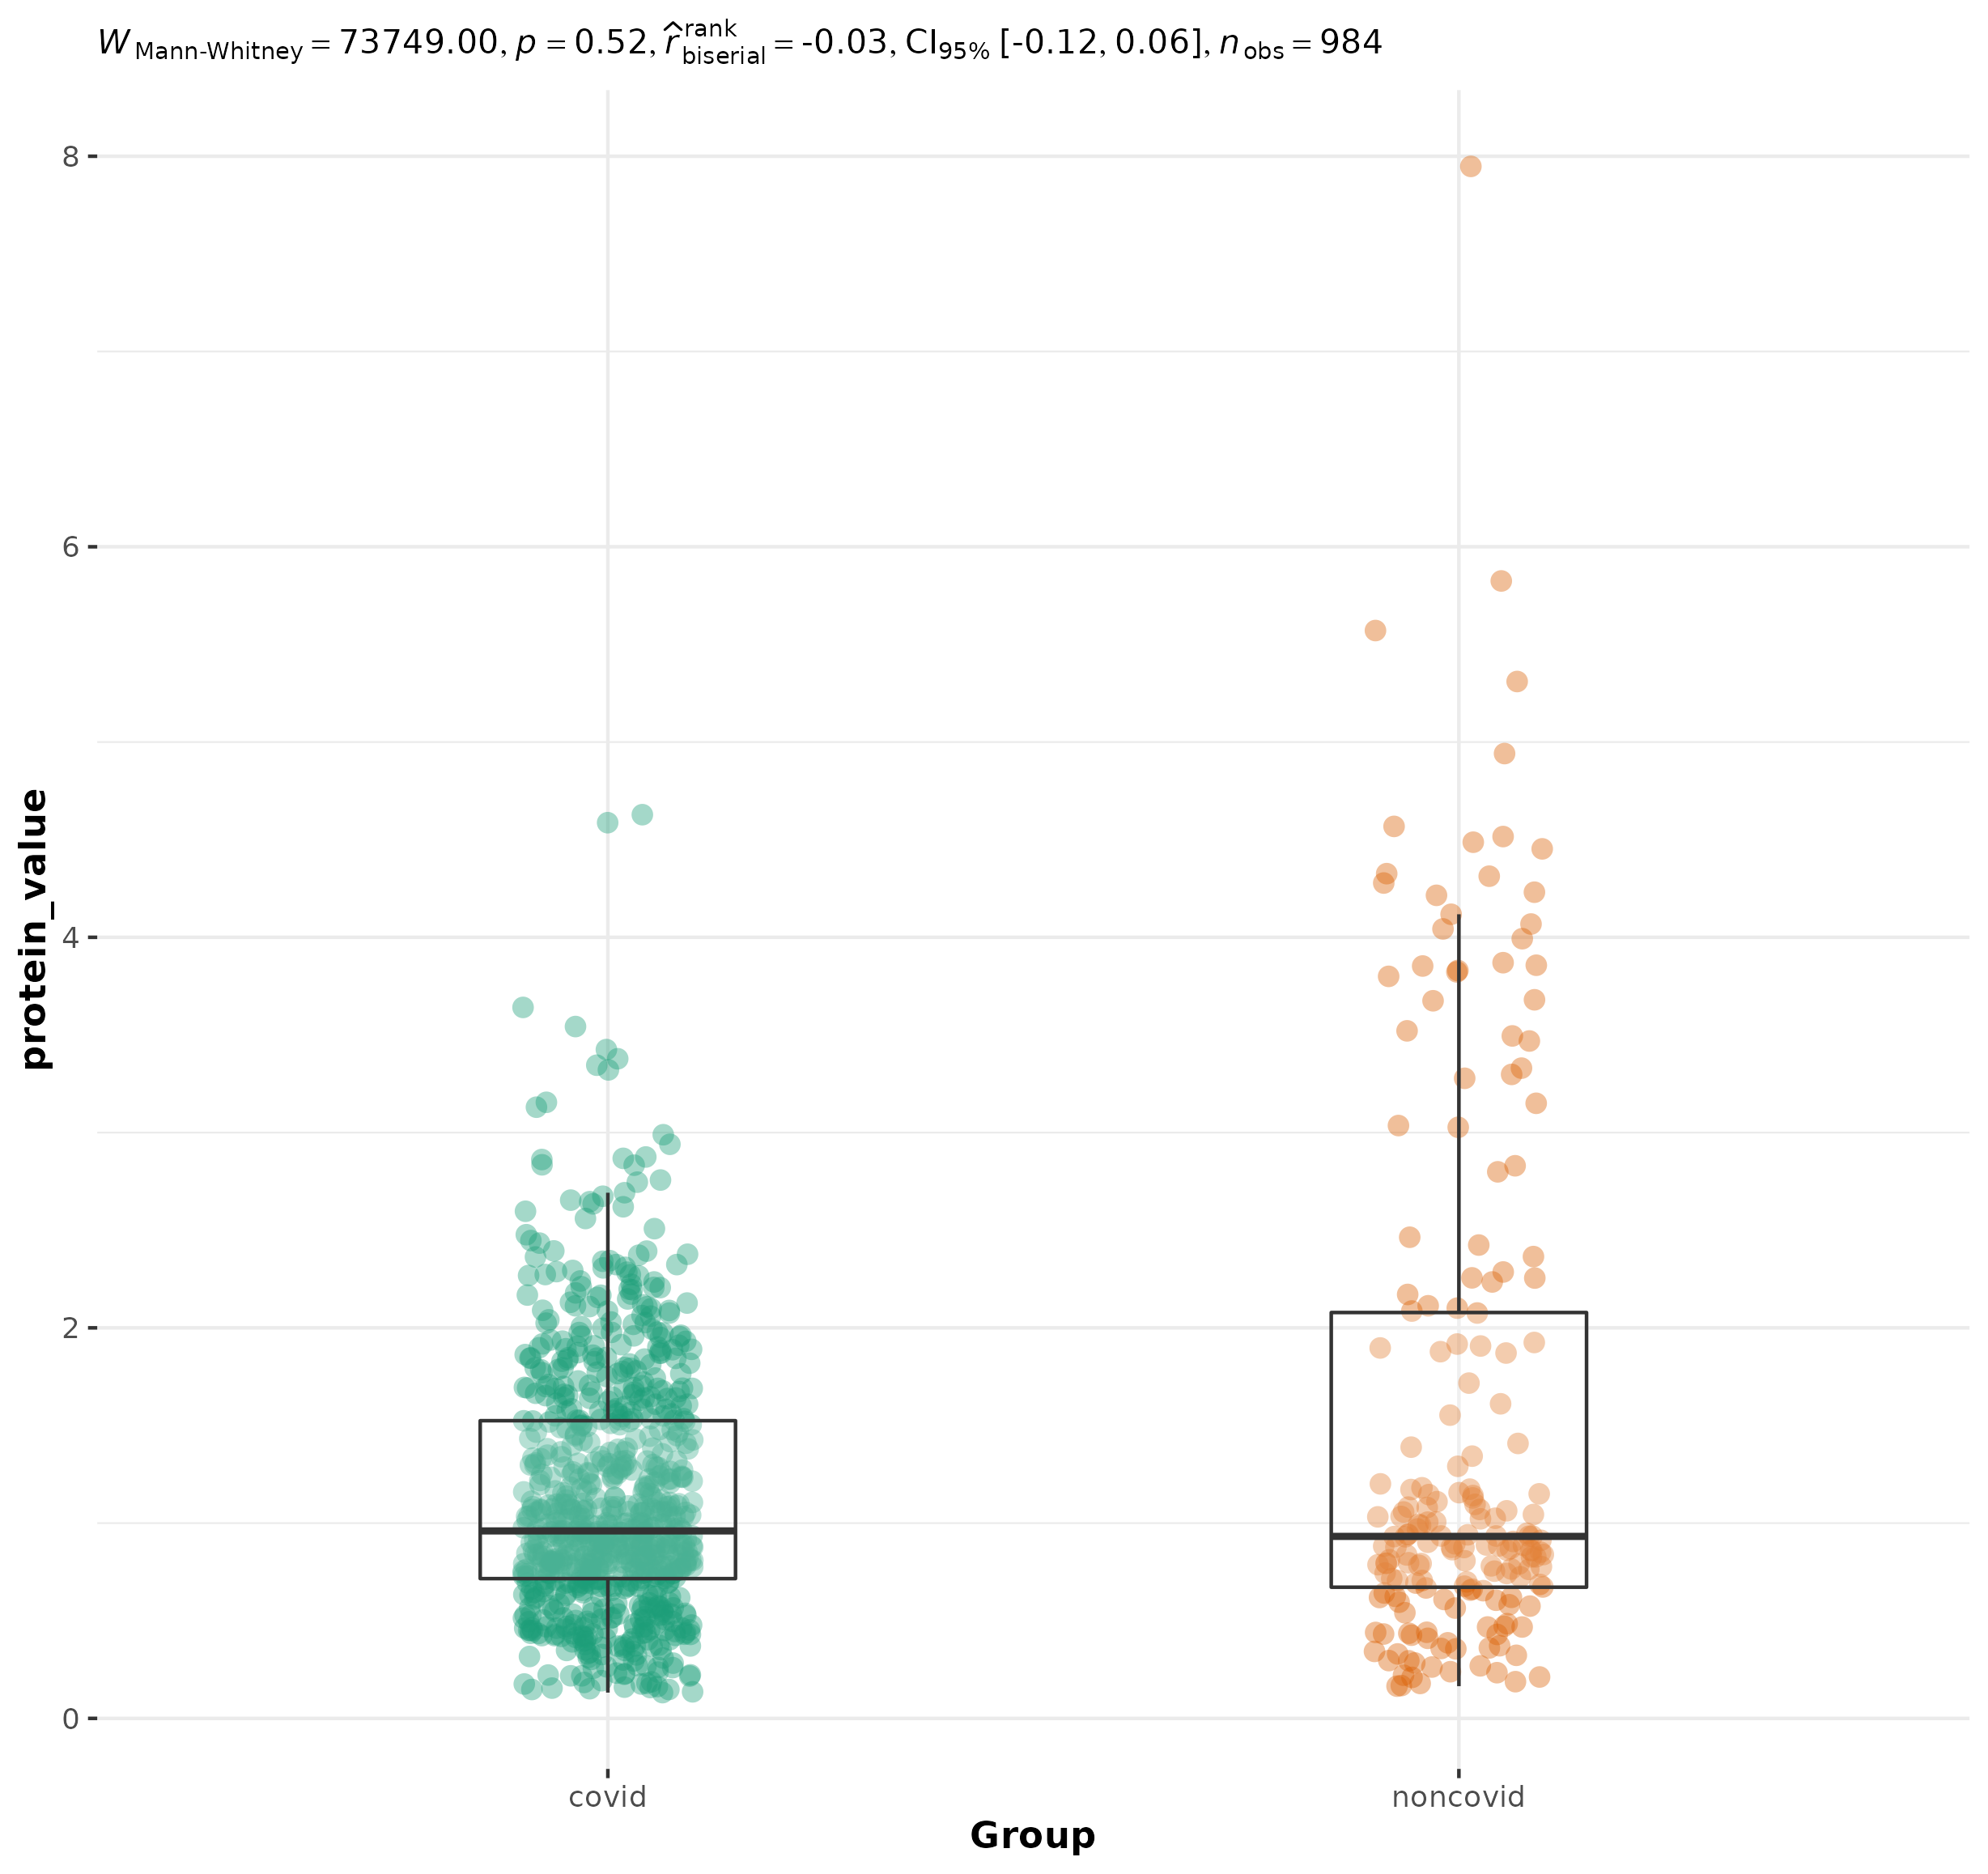 W Mann-Whitney = 73749.00, p = 0.52, r̂ rank biserial = -0.03, CI95% [-0.12, 0.06], n obs = 984
8
6
4
2
0
protein_value
covid noncovid
Group